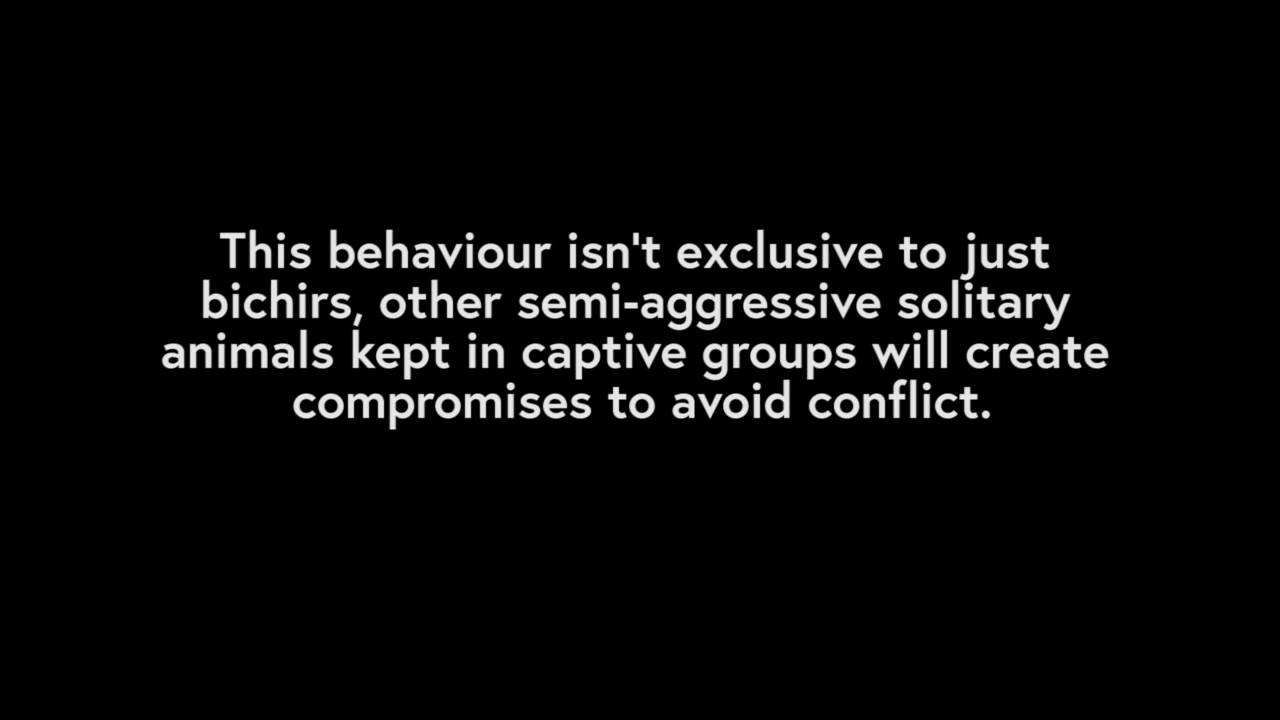 This behaviour isn't exclusive to just
bichirs, other semi-aggressive solitary
animals kept in captive groups will create
compromises to avoid conflict.